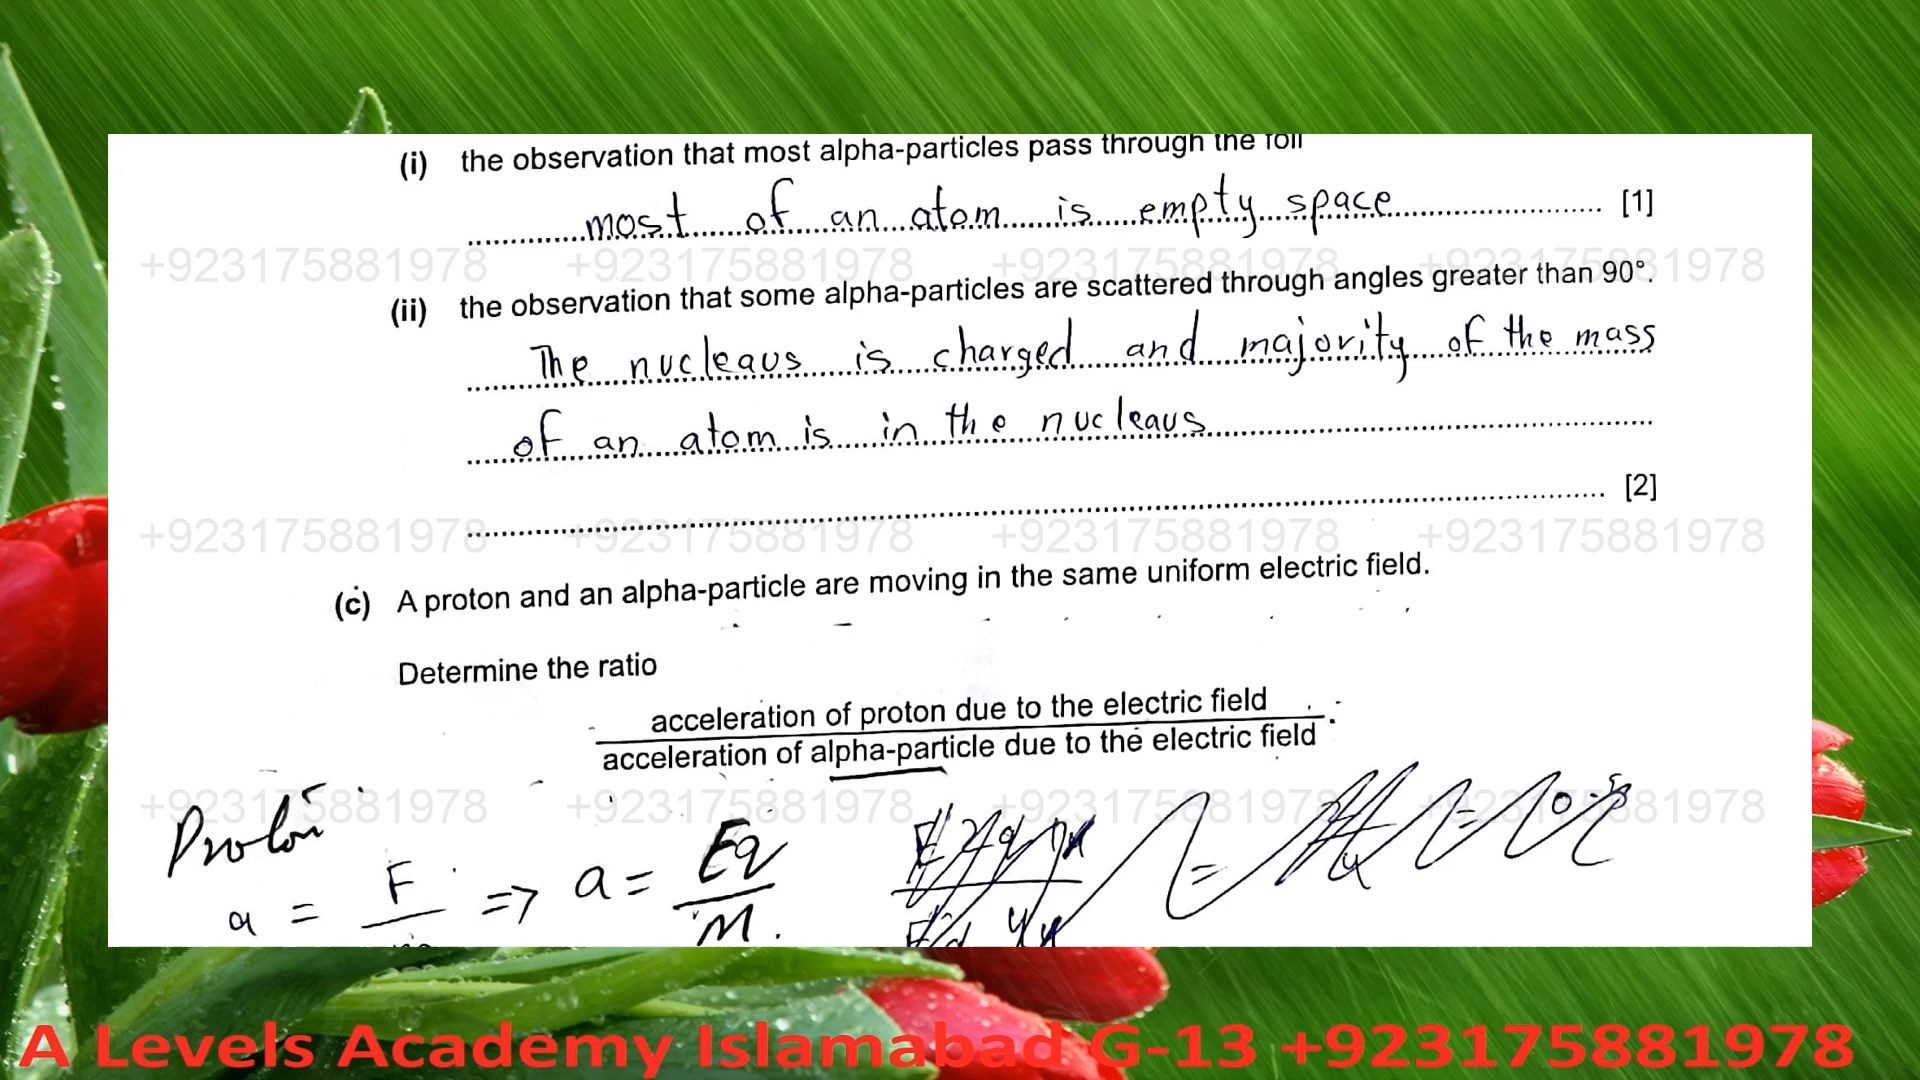 (i) the observation that most alpha-particles pass through the foil
most of an atom is empty space [1]
+923175881978 +923175881978 +923175881978 +923175881978
(ii) the observation that some alpha-particles are scattered through angles greater than 90°.
The nucleaus is charged and majority of the mass
of an atom is in the nucleaus
[2]
+923175881978 +923175881978 +923175881978 +923175881978
(c) A proton and an alpha-particle are moving in the same uniform electric field.
Determine the ratio
acceleration of proton due to the electric field
acceleration of alpha-particle due to the electric field .
+923175881978 +923175881978 +923175881978 +923175881978
Proton
a = F => a = Eq
M.
A Levels Academy Islamabad G-13 +923175881978